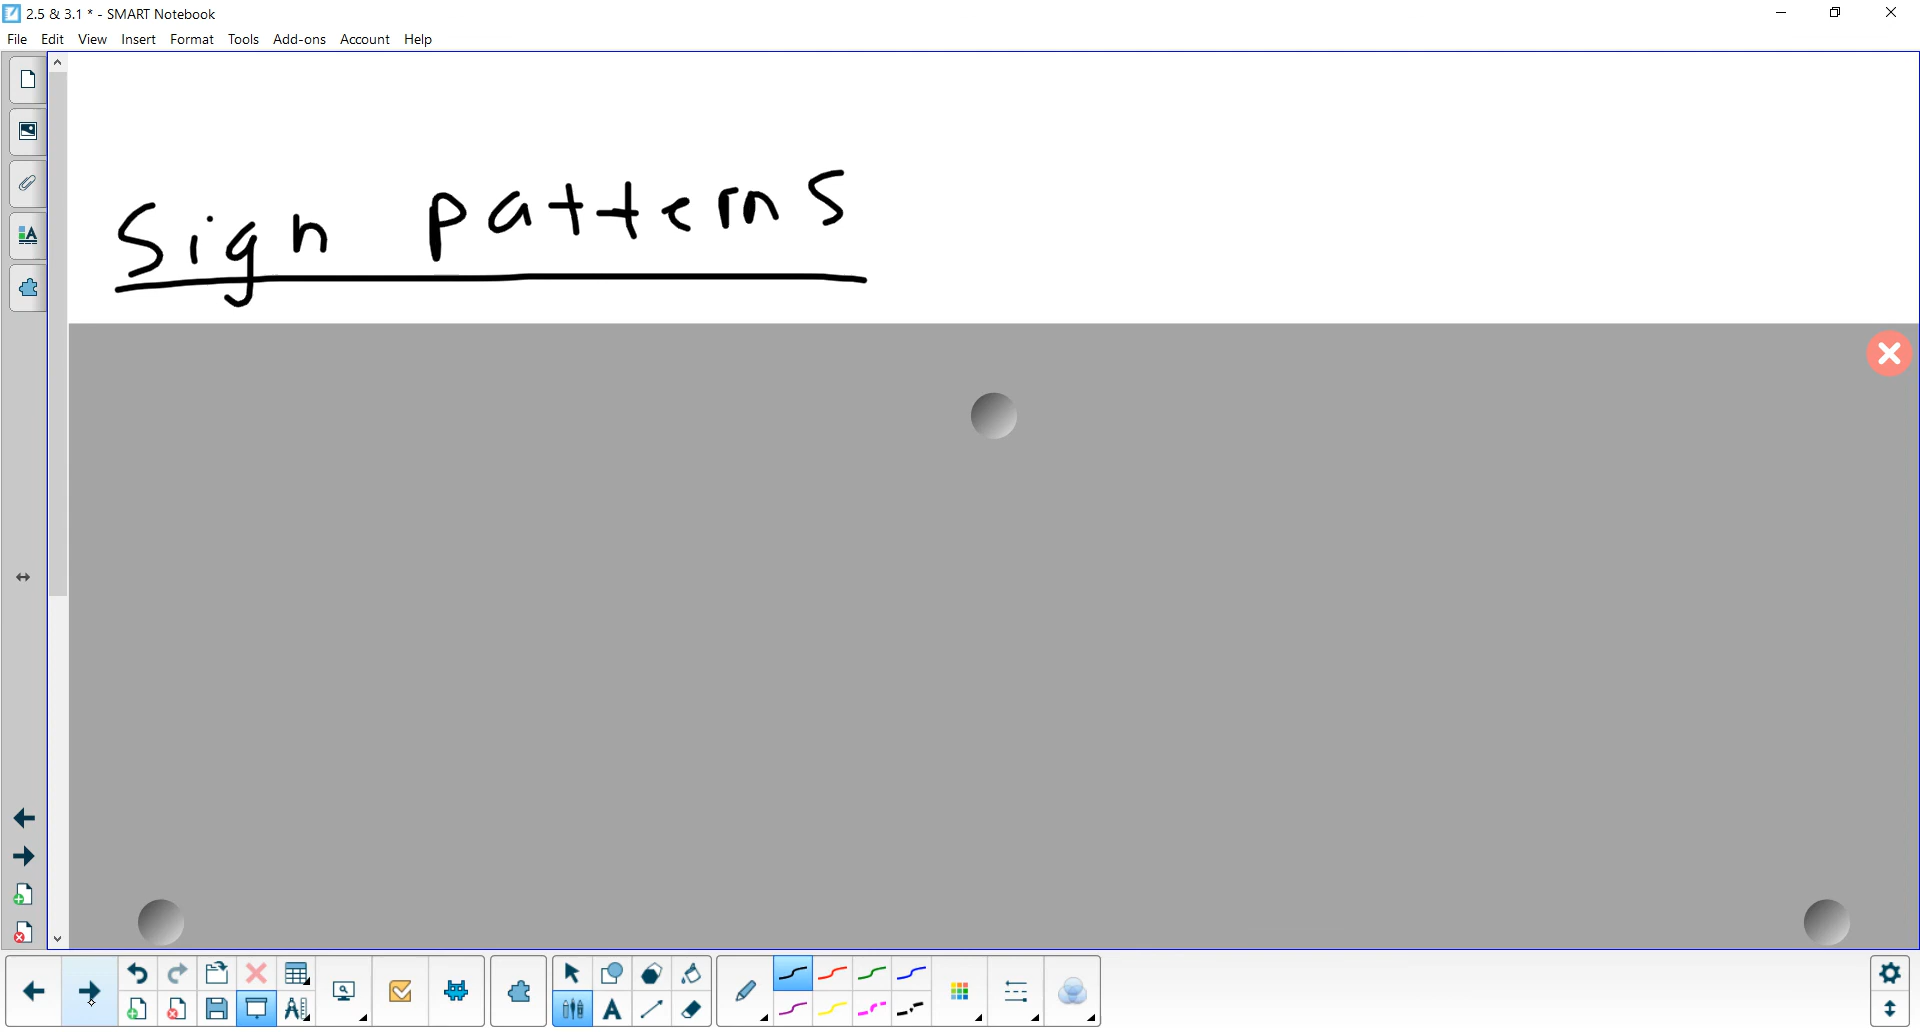 2.5 & 3.1 * - SMART Notebook
File Edit View Insert Format Tools Add-ons Account Help
Sign patterns